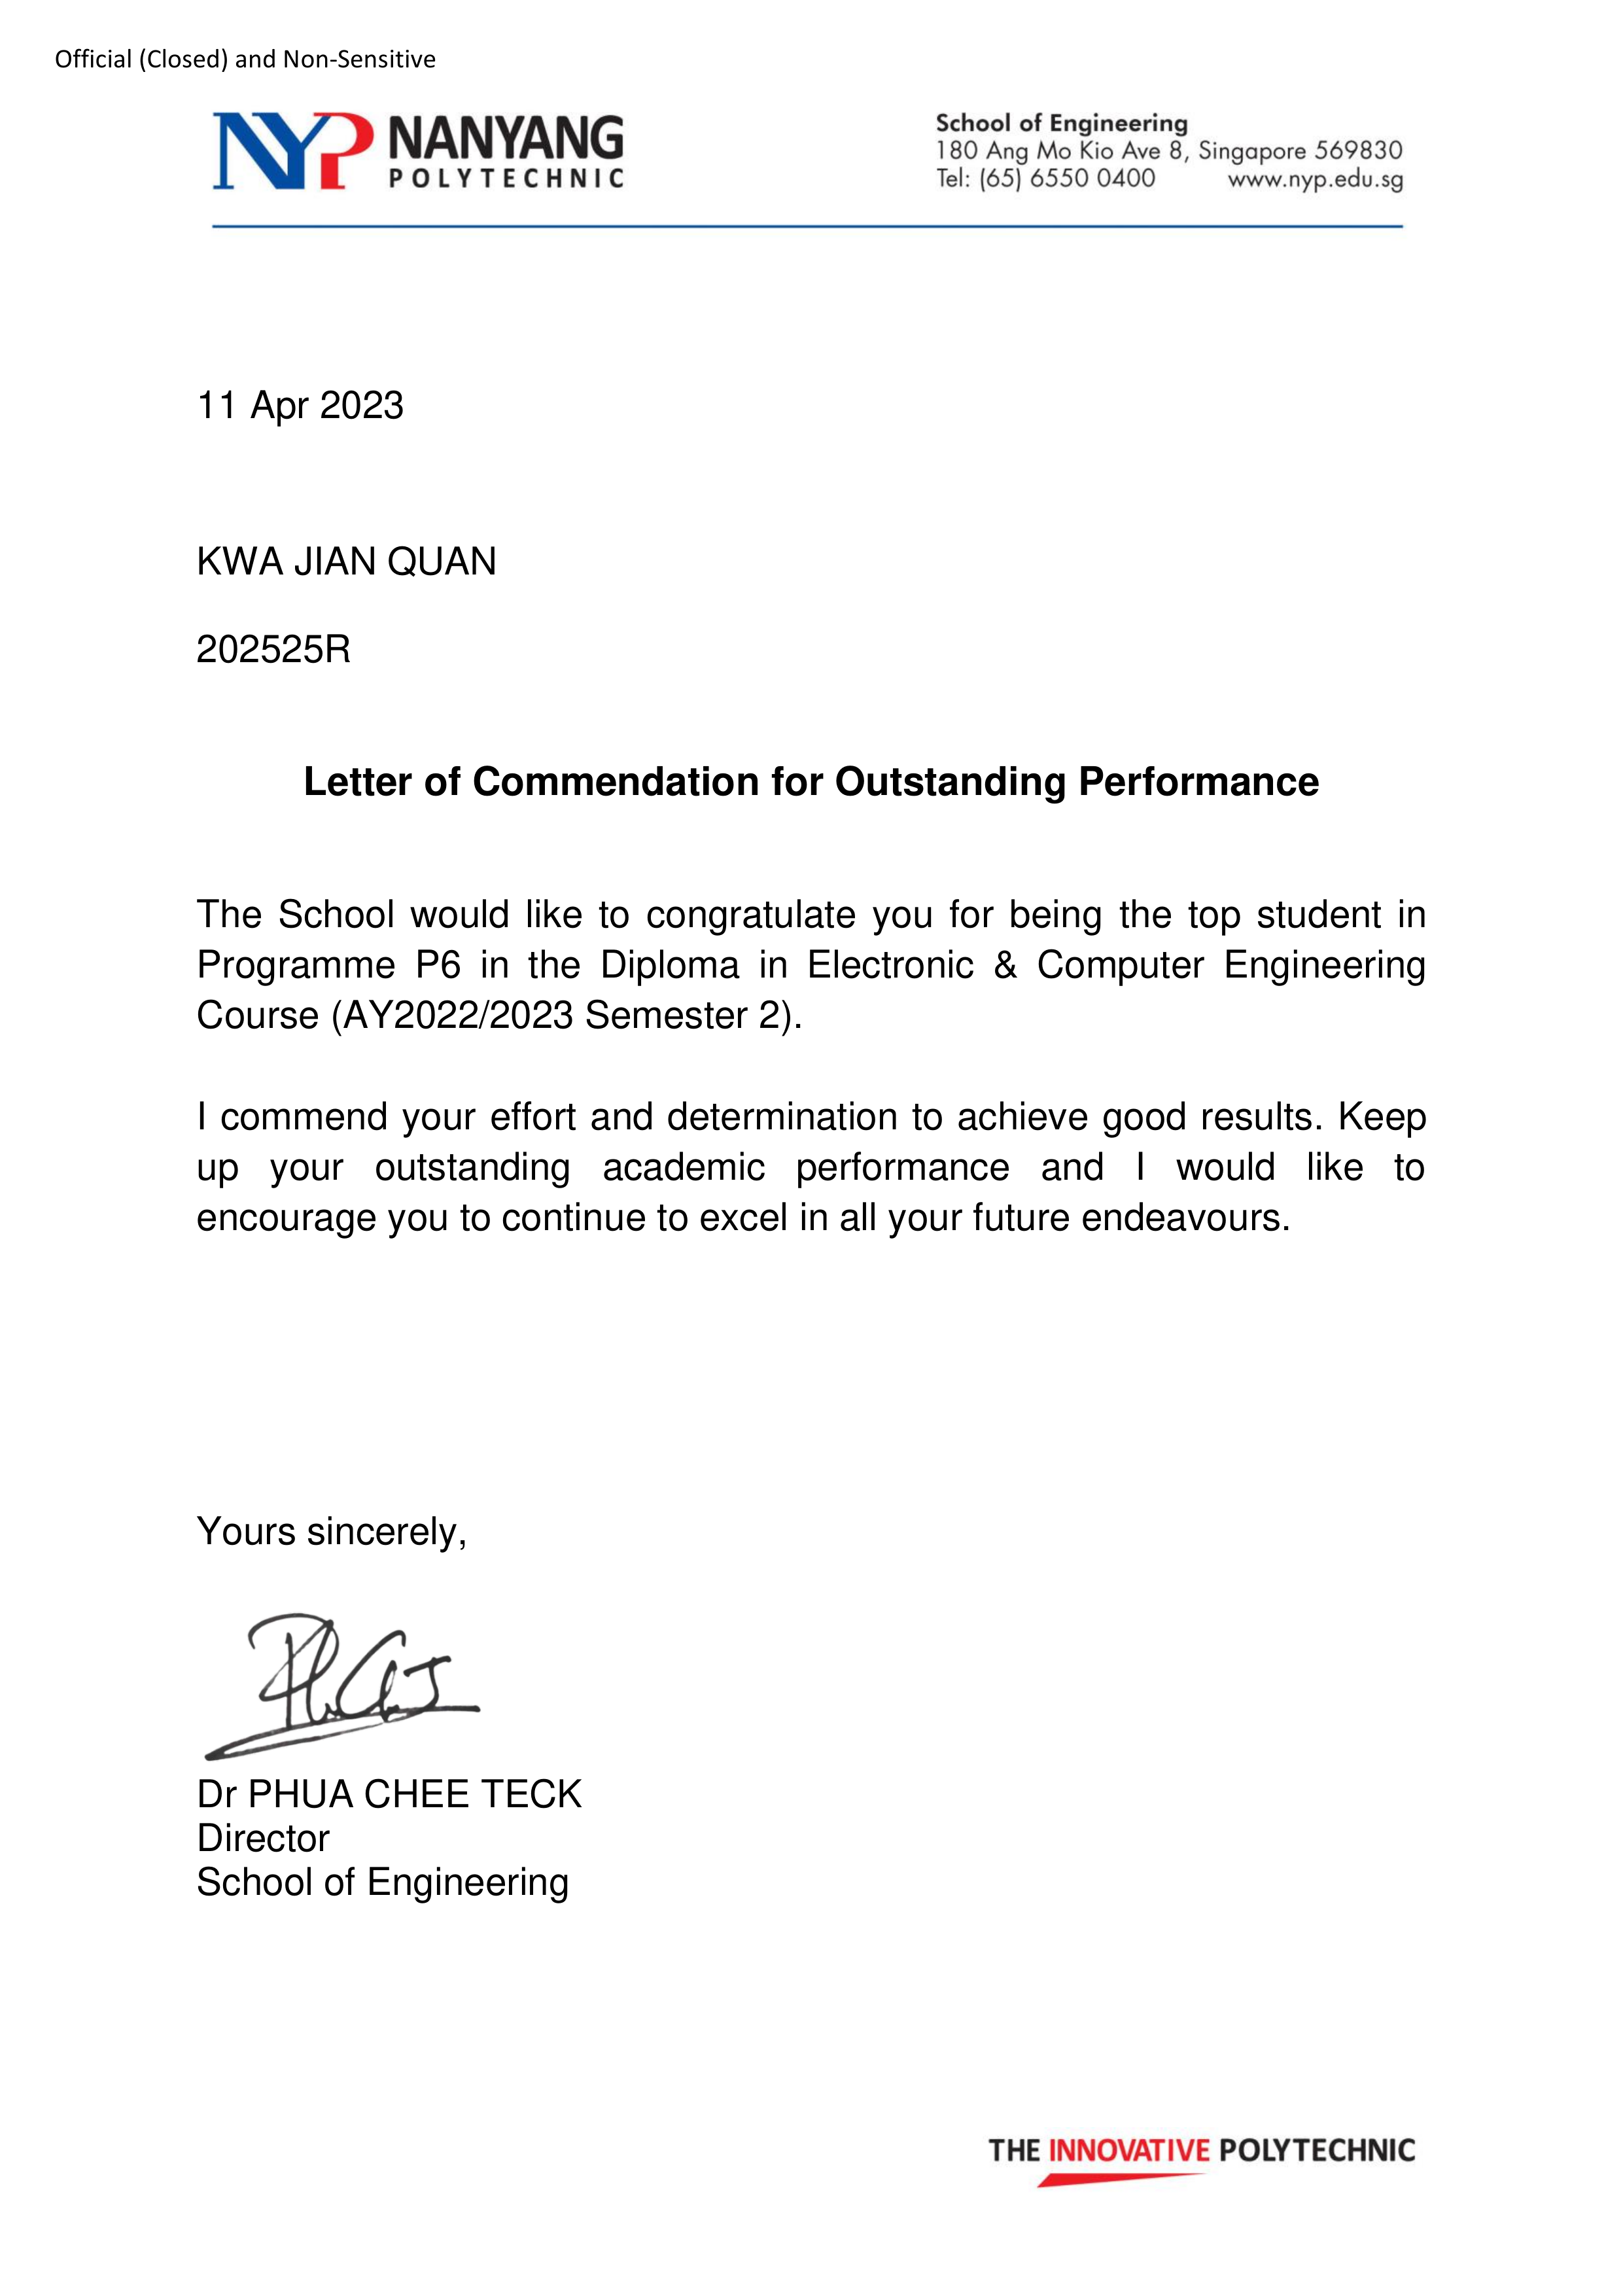 Official (Closed) and Non-Sensitive
NYP NANYANG
POLYTECHNIC
School of Engineering
180 Ang Mo Kio Ave 8, Singapore 569830
Tel: (65) 6550 0400 www.nyp.edu.sg
11 Apr 2023
KWA JIAN QUAN
202525R
Letter of Commendation for Outstanding Performance
The School would like to congratulate you for being the top student in
Programme P6 in the Diploma in Electronic & Computer Engineering
Course (AY2022/2023 Semester 2).
I commend your effort and determination to achieve good results. Keep
up your outstanding academic performance and I would like to
encourage you to continue to excel in all your future endeavours.
Yours sincerely,
Dr PHUA CHEE TECK
Director
School of Engineering
THE INNOVATIVE POLYTECHNIC